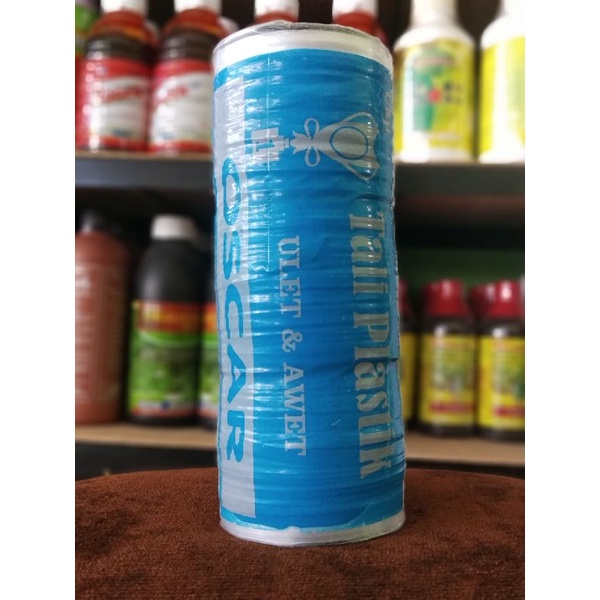 Tali Plastik
ULET & AWET
OSCAR